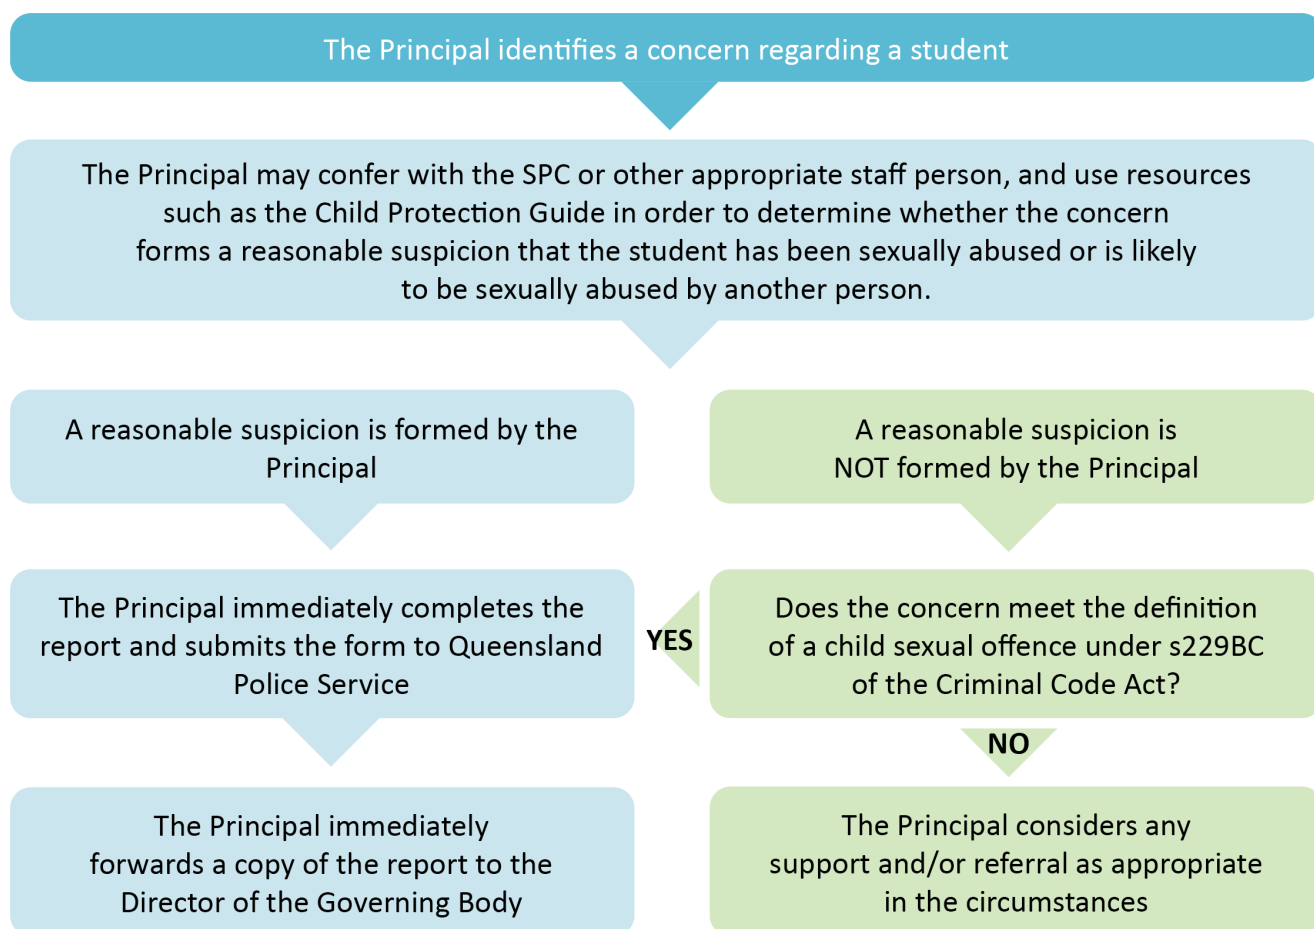 The Principal identifies a concern regarding a student
The Principal may confer with the SPC or other appropriate staff person, and use resources
such as the Child Protection Guide in order to determine whether the concern
forms a reasonable suspicion that the student has been sexually abused or is likely
to be sexually abused by another person.
A reasonable suspicion is formed by the
Principal
A reasonable suspicion is
NOT formed by the Principal
The Principal immediately completes the
report and submits the form to Queensland
Police Service
YES
Does the concern meet the definition
of a child sexual offence under s229BC
of the Criminal Code Act?
NO
The Principal immediately
forwards a copy of the report to the
Director of the Governing Body
The Principal considers any
support and/or referral as appropriate
in the circumstances